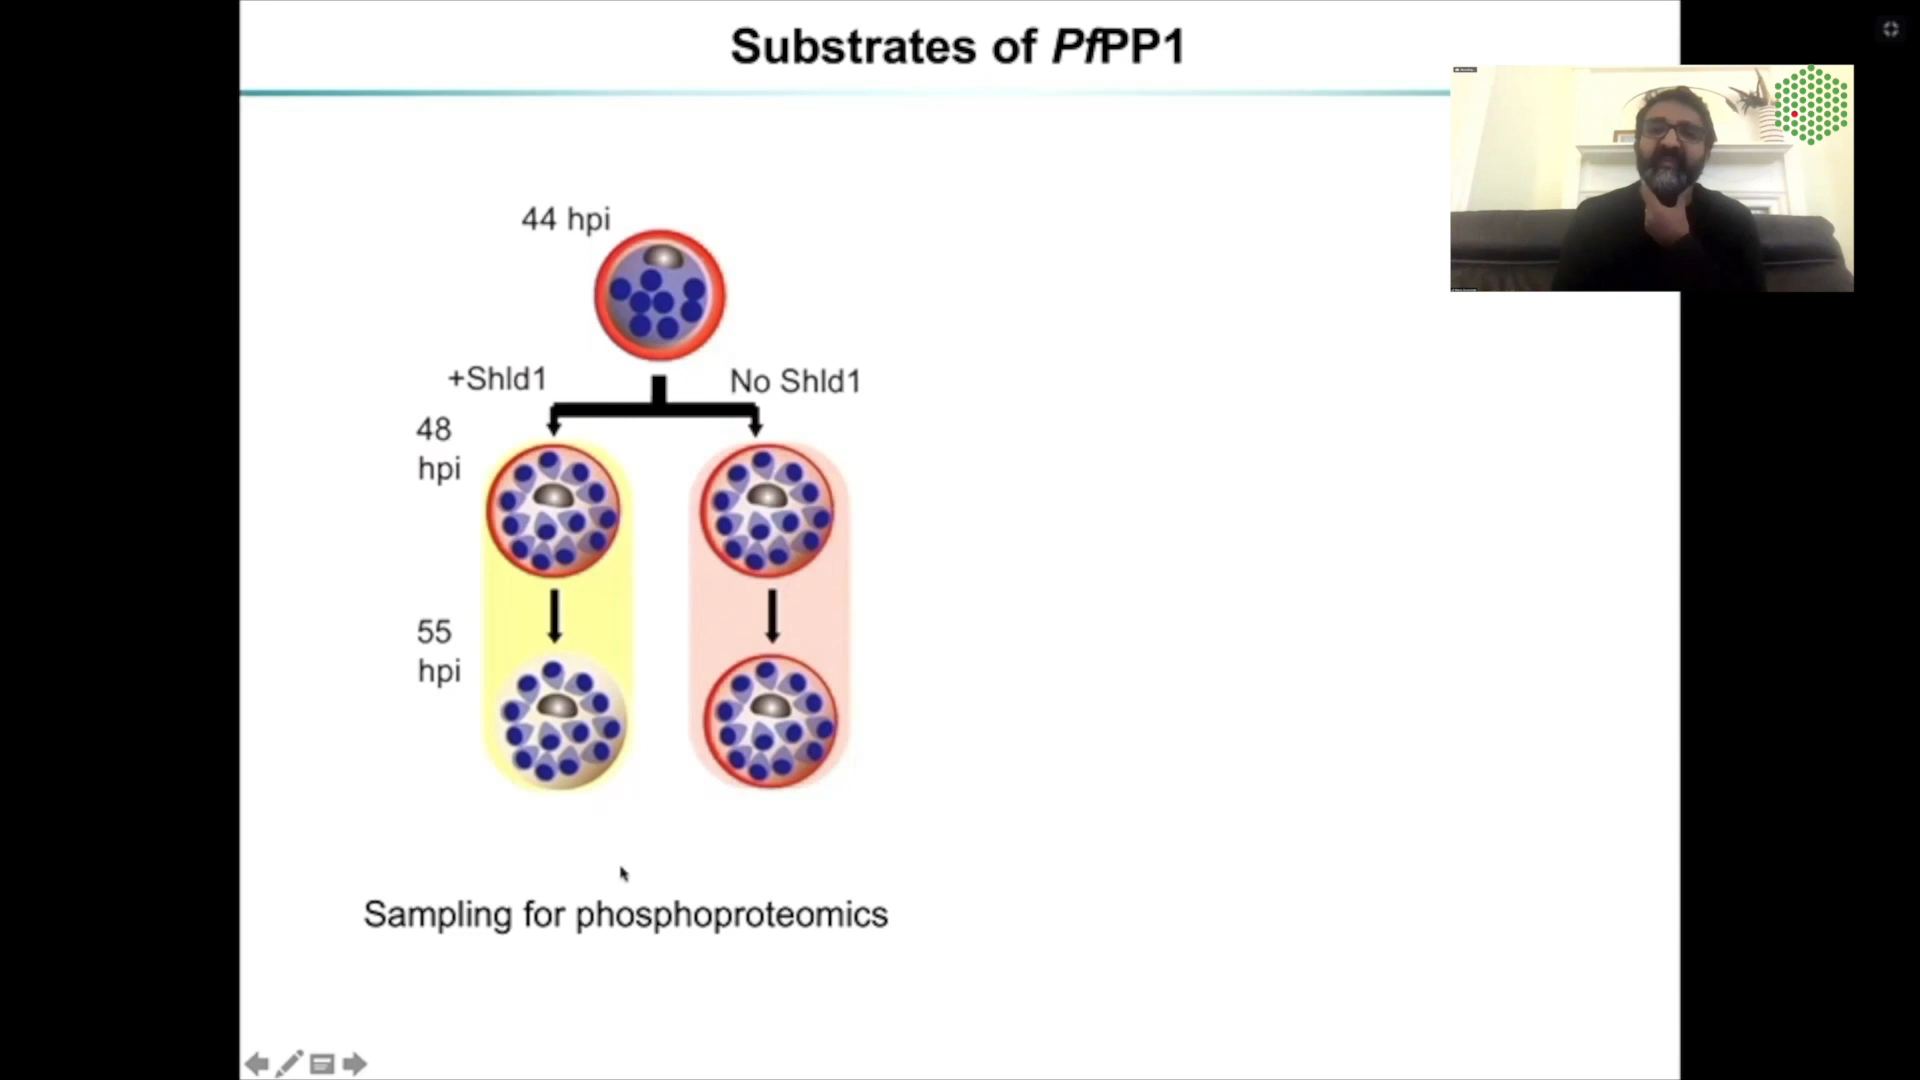 Substrates of PfPP1
44 hpi
+Shld1
No Shld1
48
hpi
55
hpi
Sampling for phosphoproteomics